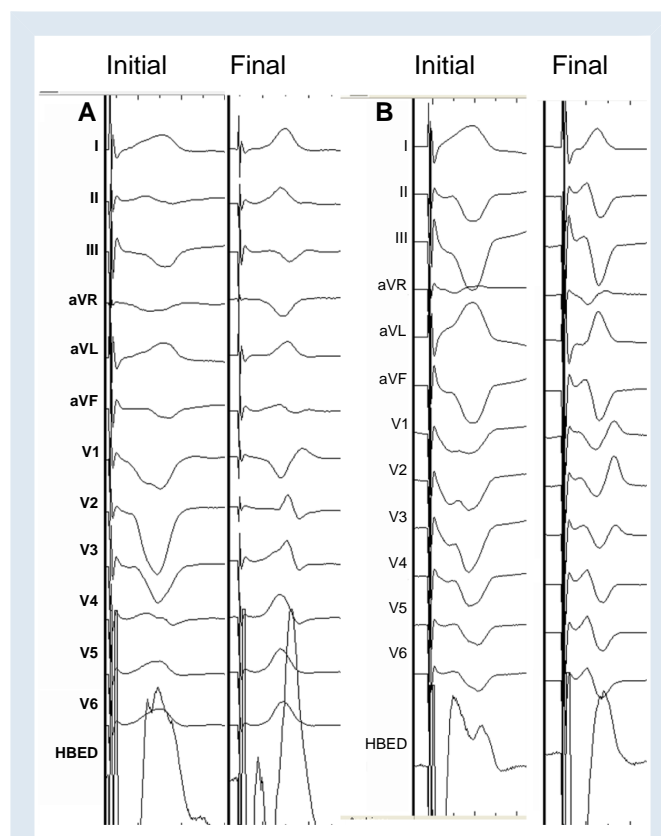 Initial Final Initial Final
A B
I I
II II
III III
aVR aVR
aVL aVL
aVF aVF
V1 V1
V2 V2
V3 V3
V4 V4
V5 V5
V6 V6
HBED HBED